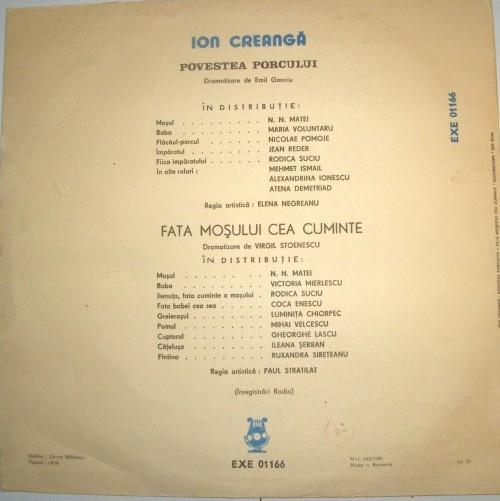 ION CREANGĂ
POVESTEA PORCULUI
Dramatizare de Emil Gonciu
ÎN DISTRIBUȚIE:
Moșul . . . . . . . . . N. N. MATEI
Baba . . . . . . . . . MARIA VOLUNTARU
Flăcăul-porcul . . . . . . NICOLAE POMOJE
Împăratul . . . . . . . . JEAN REDER
Fiica împăratului . . . . . . RODICA SUCIU
În alte roluri : MEHMET ISMAIL
ALEXANDRINA IONESCU
ATENA DEMETRIAD
Regia artistică : ELENA NEGREANU
FATA MOȘULUI CEA CUMINTE
Dramatizare de VIRGIL STOENESCU
ÎN DISTRIBUȚIE:
Moșul . . . . . . . . . N. N. MATEI
Baba . . . . . . . . . VICTORIA MIERLESCU
Ilenuța, fata cuminte a moșului . RODICA SUCIU
Fata babei cea rea . . . . . COCA ENESCU
Greierașul . . . . . . . LUMINIȚA CHIORPEC
Pomul . . . . . . . . MIHAI VELCESCU
Cuptorul . . . . . . . GHEORGHE LASCU
Cățelușa . . . . . . . ILEANA ȘERBAN
Fîntîna . . . . . . . . RUXANDRA SIRETEANU
Regia artistică : PAUL STRATILAT
(Înregistrări Radio)
EXE 01166
Made in Romania
EXE 01166